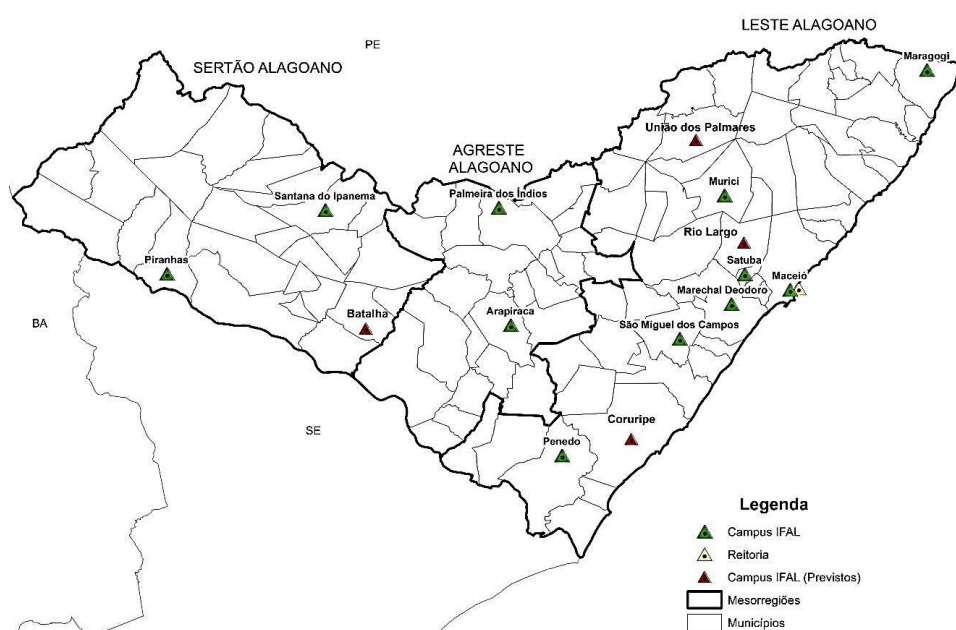 LESTE ALAGOANO
PE
Maragogi
SERTÃO ALAGOANO
União dos Palmares
AGRESTE
ALAGOANO
Murici
Santana do Ipanema
Palmeira dos Índios
Rio Largo
Piranhas
Satuba
Maceió
Marechal Deodoro
Batalha
Arapiraca
BA
São Miguel dos Campos
Coruripe
SE
Penedo
Legenda
Campus IFAL
Reitoria
Campus IFAL (Previstos)
Mesorregiões
Municípios